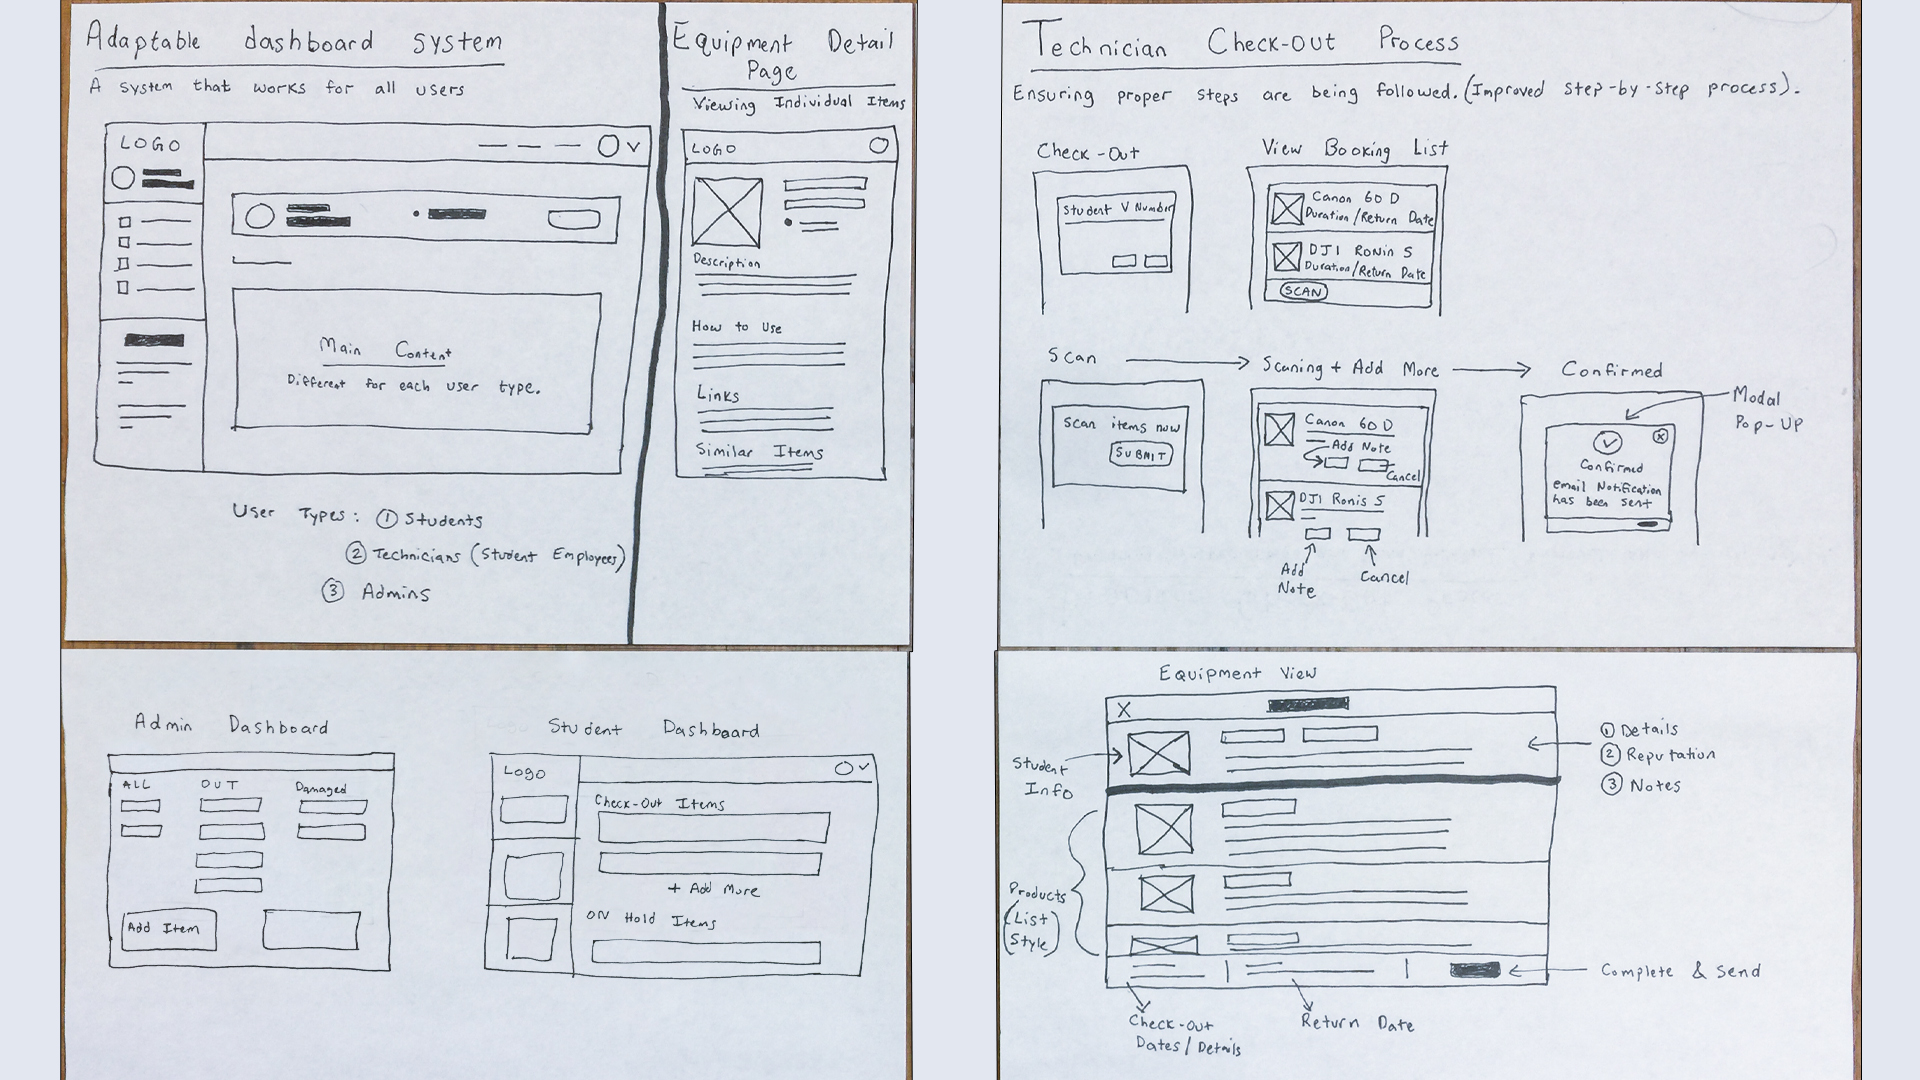 Adaptable dashboard system
A system that works for all users
LOGO
Main Content
Different for each user type.
User Types: ① Students
② Technicians (Student Employees)
③ Admins
Equipment Detail
Page
Viewing Individual Items
LOGO
Description
How to Use
Links
Similar Items
Technician Check-Out Process
Ensuring proper steps are being followed. (Improved step-by-step process).
Check-Out
Student V Number
View Booking List
Canon 60 D
Duration/Return Date
DJI Ronin S
Duration/Return Date
SCAN
Scan
Scan items now
SUBMIT
Scaning + Add More
Canon 60 D
Add Note
Cancel
DJI Ronis S
Add
Note
Cancel
Confirmed
Modal
Pop-Up
Confirmed
email Notification
has been sent
Admin Dashboard
ALL OUT Damaged
Add Item
Student Dashboard
Logo
Check-Out Items
+ Add More
ON Hold Items
Equipment View
X
Student
Info
① Details
② Reputation
③ Notes
Products
(List
Style)
Complete & Send
Check-out
Dates/Details
Return Date